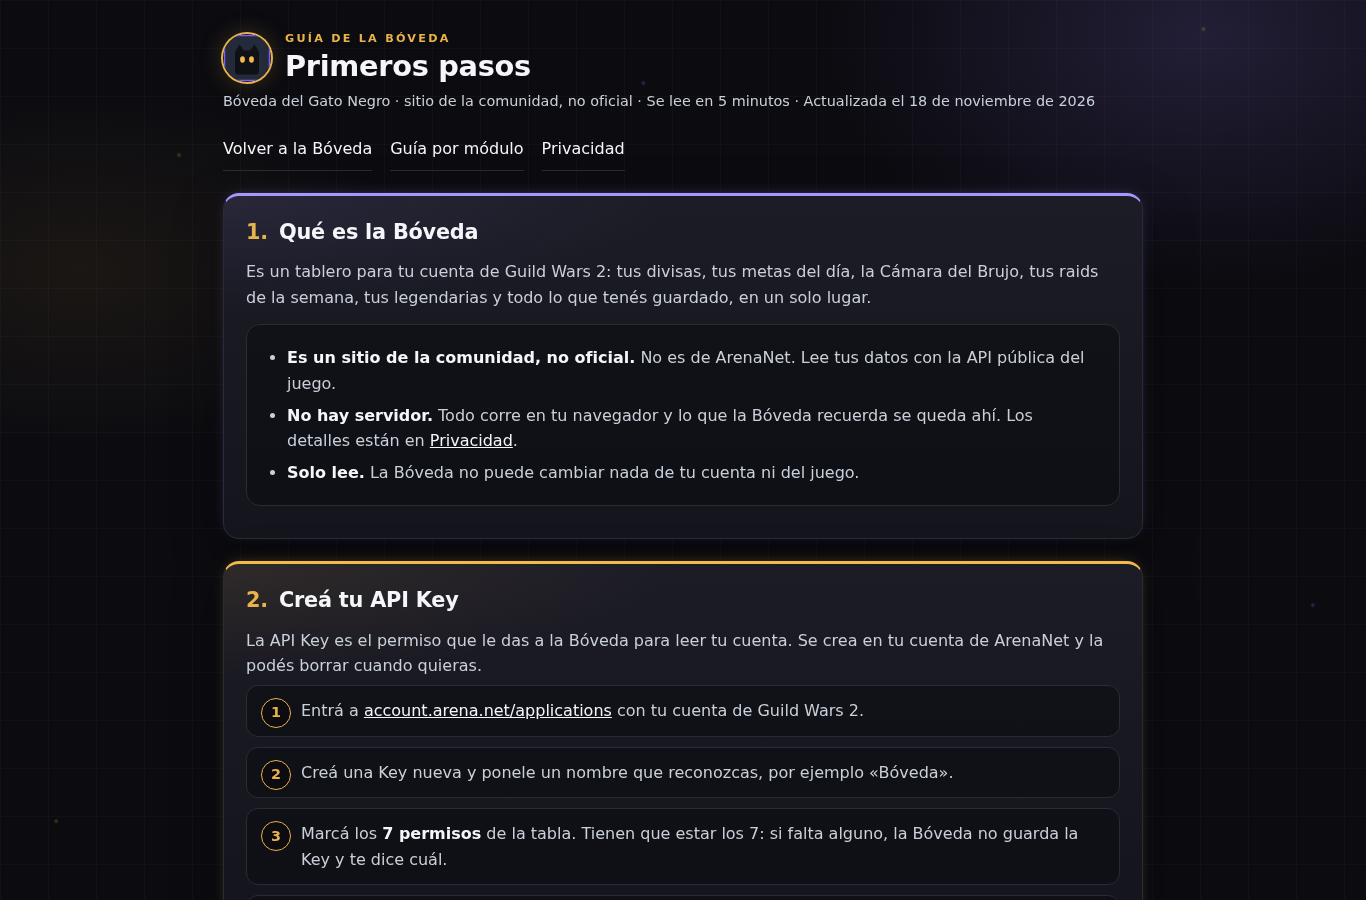 GUÍA DE LA BÓVEDA
Primeros pasos
Bóveda del Gato Negro · sitio de la comunidad, no oficial · Se lee en 5 minutos · Actualizada el 18 de noviembre de 2026
Volver a la Bóveda Guía por módulo Privacidad
1. Qué es la Bóveda
Es un tablero para tu cuenta de Guild Wars 2: tus divisas, tus metas del día, la Cámara del Brujo, tus raids
de la semana, tus legendarias y todo lo que tenés guardado, en un solo lugar.
• Es un sitio de la comunidad, no oficial. No es de ArenaNet. Lee tus datos con la API pública del
juego.
• No hay servidor. Todo corre en tu navegador y lo que la Bóveda recuerda se queda ahí. Los
detalles están en Privacidad.
• Solo lee. La Bóveda no puede cambiar nada de tu cuenta ni del juego.
2. Creá tu API Key
La API Key es el permiso que le das a la Bóveda para leer tu cuenta. Se crea en tu cuenta de ArenaNet y la
podés borrar cuando quieras.
1 Entrá a account.arena.net/applications con tu cuenta de Guild Wars 2.
2 Creá una Key nueva y ponele un nombre que reconozcas, por ejemplo «Bóveda».
3 Marcá los 7 permisos de la tabla. Tienen que estar los 7: si falta alguno, la Bóveda no guarda la
Key y te dice cuál.